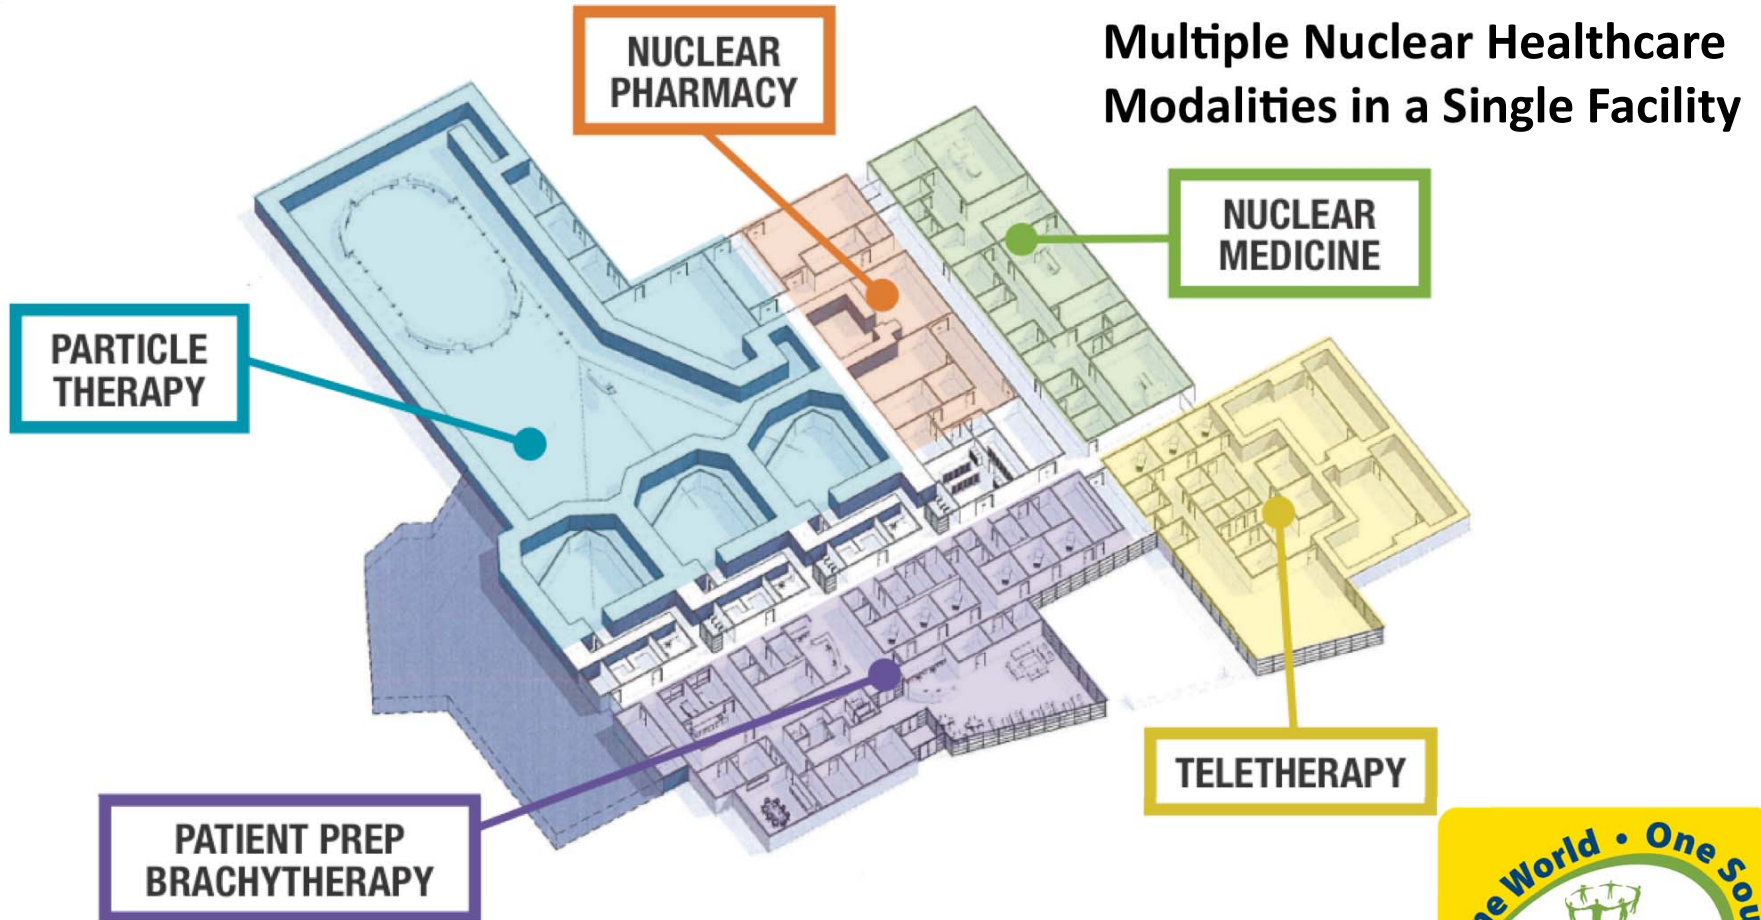 Multiple Nuclear Healthcare
Modalities in a Single Facility
NUCLEAR
PHARMACY
NUCLEAR
MEDICINE
PARTICLE
THERAPY
TELETHERAPY
PATIENT PREP
BRACHYTHERAPY
World • One